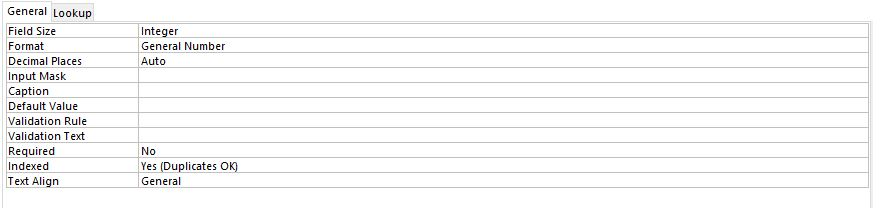 General Lookup
Field Size Integer
Format General Number
Decimal Places Auto
Input Mask
Caption
Default Value
Validation Rule
Validation Text
Required No
Indexed Yes (Duplicates OK)
Text Align General